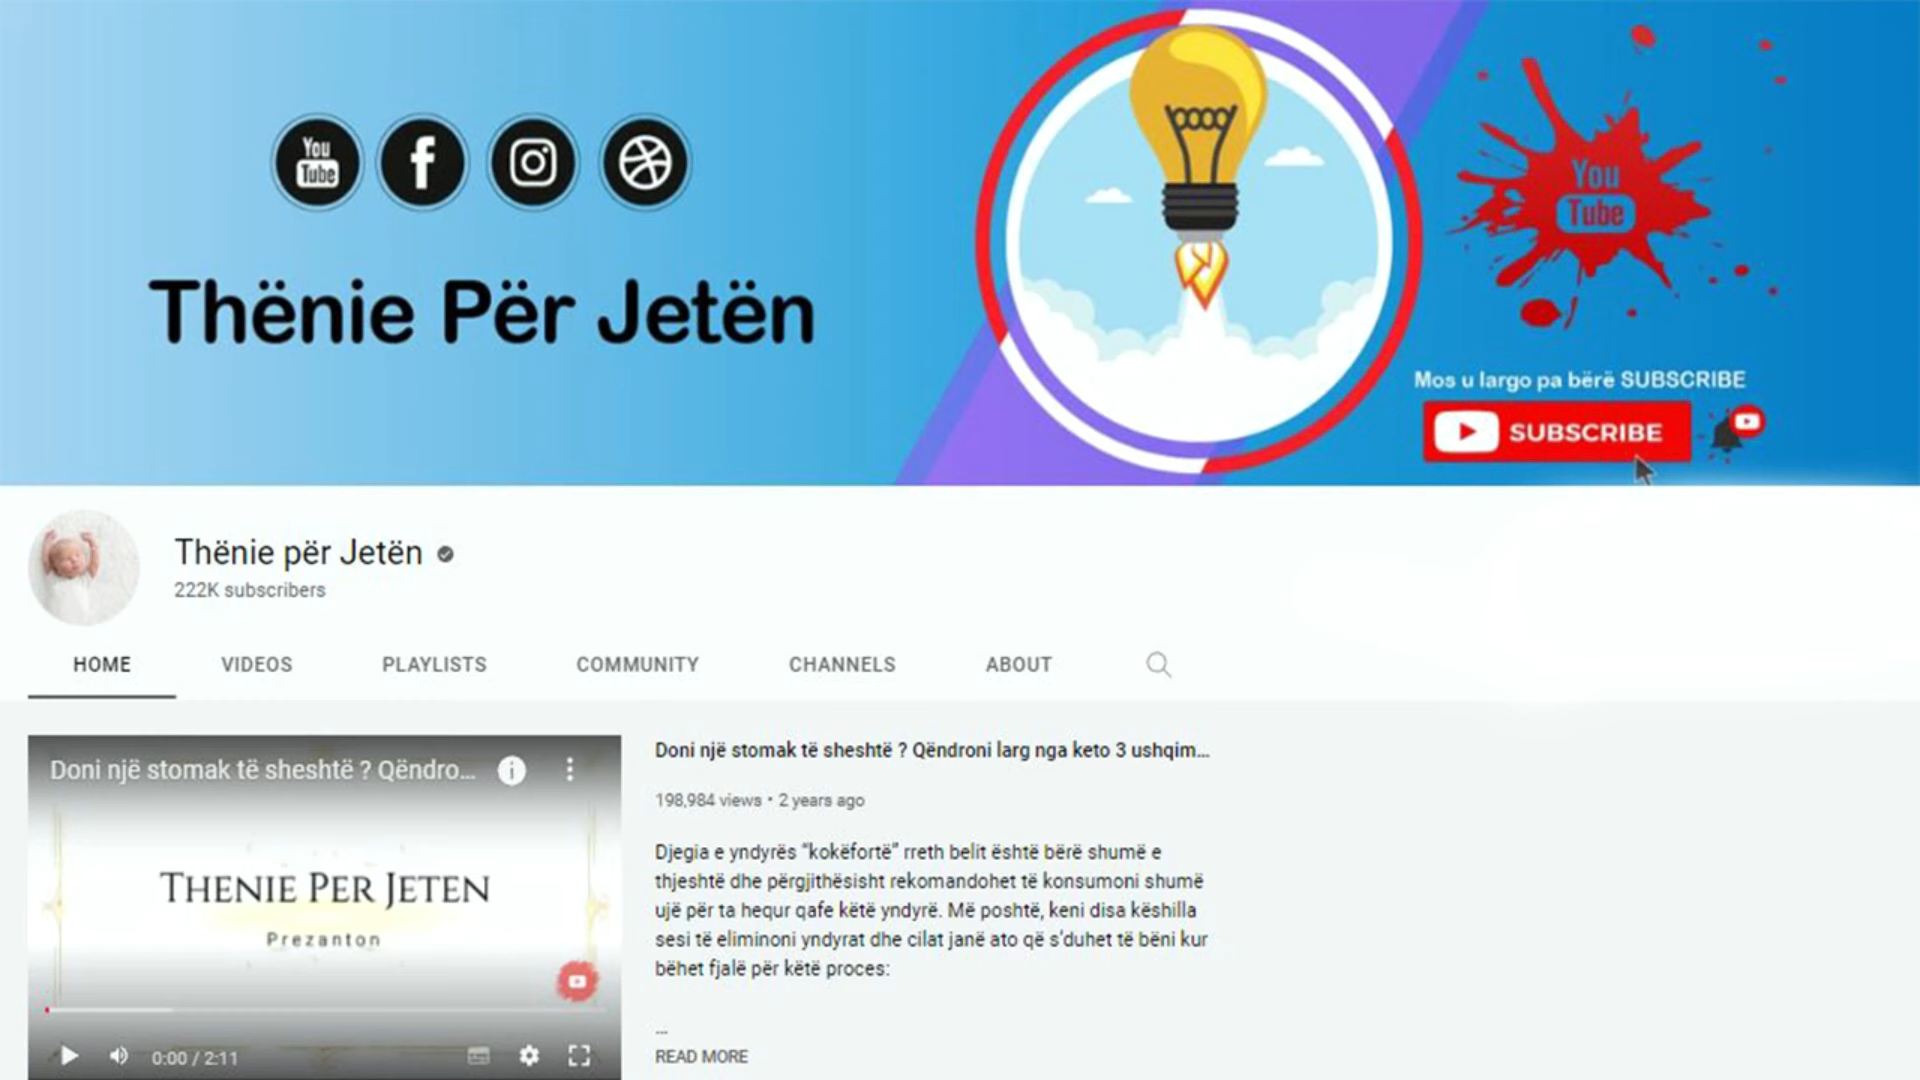 You
Tube
Thënie Për Jetën
You
Tube
Mos u largo pa bërë SUBSCRIBE
SUBSCRIBE
Thënie për Jetën
222K subscribers
HOME VIDEOS PLAYLISTS COMMUNITY CHANNELS ABOUT
Doni një stomak të sheshtë ? Qëndro...
THENIE PER JETEN
Prezanton
0:00 / 2:11
Doni një stomak të sheshtë ? Qëndroni larg nga keto 3 ushqim...
198,984 views • 2 years ago
Djegia e yndyrës “kokëfortë” rreth belit është bërë shumë e
thjeshtë dhe përgjithësisht rekomandohet të konsumoni shumë
ujë për ta hequr qafe këtë yndyrë. Më poshtë, keni disa këshilla
sesi të eliminoni yndyrat dhe cilat janë ato që s'duhet të bëni kur
bëhet fjalë për këtë proces:
...
READ MORE